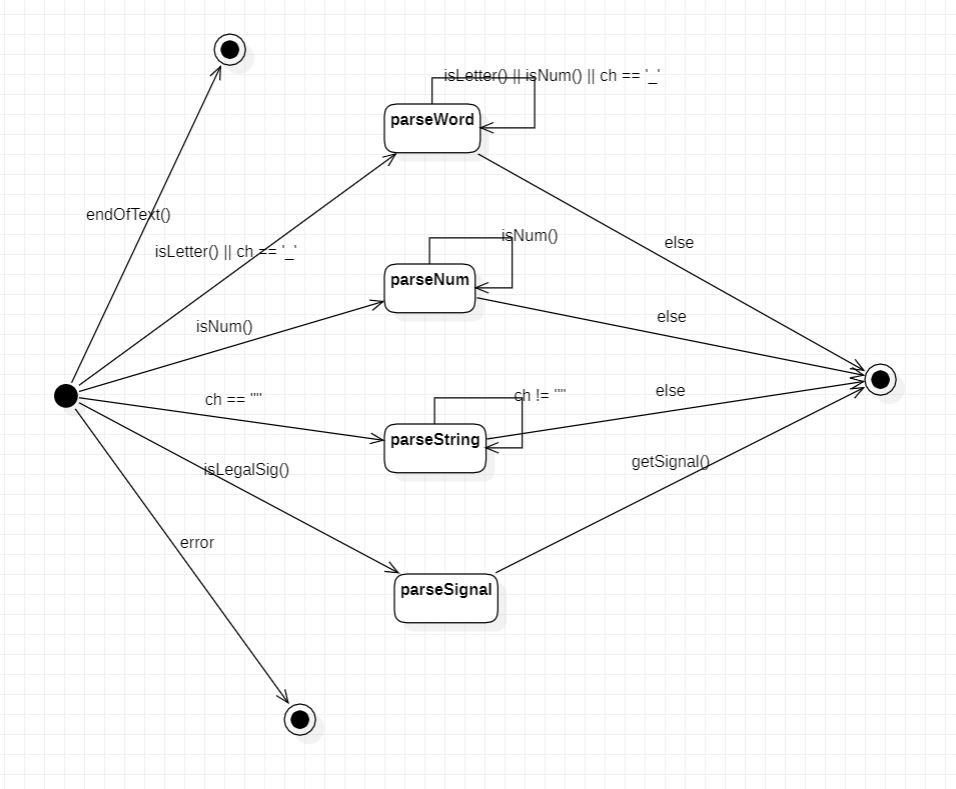 isLetter() || isNum() || ch == '_'
parseWord
endOfText()
isLetter() || ch == '_'
else
isNum()
parseNum
isNum()
else
ch == '"'
ch != '"'
else
parseString
isLegalSig()
getSignal()
error
parseSignal